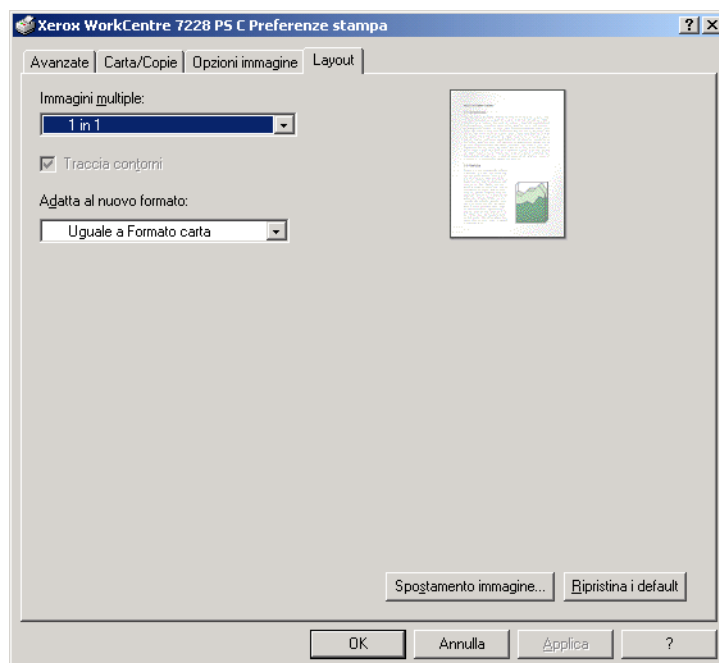 Xerox WorkCentre 7228 PS C Preferenze stampa
Avanzate Carta/Copie Opzioni immagine Layout
Immagini multiple:
1 in 1
Traccia contorni
Adatta al nuovo formato:
Uguale a Formato carta
Spostamento immagine... Ripristina i default
OK Annulla Applica ?